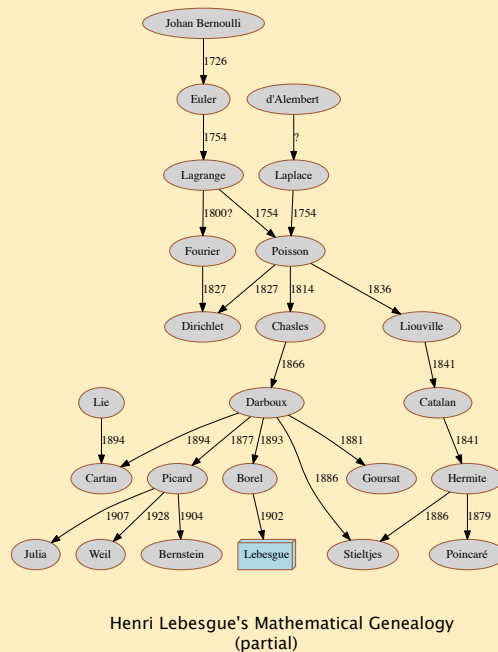 Johan Bernoulli
1726
Euler d'Alembert
1754 ?
Lagrange Laplace
1800? 1754 1754
Fourier Poisson
1827 1827 1814 1836
Dirichlet Chasles Liouville
1866 1841
Lie Darboux Catalan
1894 1894 1877 1893 1886 1881 1841
Cartan Picard Borel Goursat Hermite
1907 1928 1904 1902 1886 1879
Julia Weil Bernstein Lebesgue Stieltjes Poincaré
Henri Lebesgue's Mathematical Genealogy
(partial)